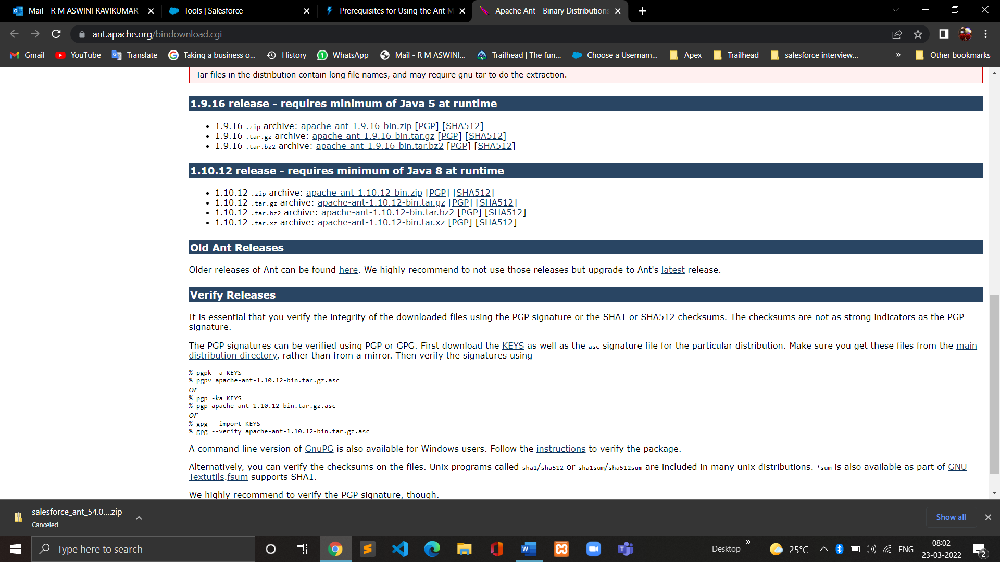 Mail - R M ASWINI RAVIKUMAR -
Tools | Salesforce
Prerequisites for Using the Ant M
Apache Ant - Binary Distributions
ant.apache.org/bindownload.cgi
Gmail
YouTube
Translate
Taking a business o...
History
WhatsApp
Mail - R M ASWINI...
Trailhead | The fun...
Choose a Usernam...
Apex
Trailhead
salesforce interview...
»
Other bookmarks
Tar files in the distribution contain long file names, and may require gnu tar to do the extraction.
1.9.16 release - requires minimum of Java 5 at runtime
• 1.9.16 .zip archive: apache-ant-1.9.16-bin.zip [PGP] [SHA512]
• 1.9.16 .tar.gz archive: apache-ant-1.9.16-bin.tar.gz [PGP] [SHA512]
• 1.9.16 .tar.bz2 archive: apache-ant-1.9.16-bin.tar.bz2 [PGP] [SHA512]
1.10.12 release - requires minimum of Java 8 at runtime
• 1.10.12 .zip archive: apache-ant-1.10.12-bin.zip [PGP] [SHA512]
• 1.10.12 .tar.gz archive: apache-ant-1.10.12-bin.tar.gz [PGP] [SHA512]
• 1.10.12 .tar.bz2 archive: apache-ant-1.10.12-bin.tar.bz2 [PGP] [SHA512]
• 1.10.12 .tar.xz archive: apache-ant-1.10.12-bin.tar.xz [PGP] [SHA512]
Old Ant Releases
Older releases of Ant can be found here. We highly recommend to not use those releases but upgrade to Ant's latest release.
Verify Releases
It is essential that you verify the integrity of the downloaded files using the PGP signature or the SHA1 or SHA512 checksums. The checksums are not as strong indicators as the PGP
signature.
The PGP signatures can be verified using PGP or GPG. First download the KEYS as well as the asc signature file for the particular distribution. Make sure you get these files from the main
distribution directory, rather than from a mirror. Then verify the signatures using
% pgpk -a KEYS
% pgpv apache-ant-1.10.12-bin.tar.gz.asc
or
% pgp -ka KEYS
% pgp apache-ant-1.10.12-bin.tar.gz.asc
or
% gpg --import KEYS
% gpg --verify apache-ant-1.10.12-bin.tar.gz.asc
A command line version of GnuPG is also available for Windows users. Follow the instructions to verify the package.
Alternatively, you can verify the checksums on the files. Unix programs called sha1/sha512 or sha1sum/sha512sum are included in many unix distributions. *sum is also available as part of GNU
Textutils.fsum supports SHA1.
We highly recommend to verify the PGP signature, though.
salesforce_ant_54.0....zip
Canceled
Show all
Type here to search
Desktop
»
25°C
ENG
08:02
23-03-2022
2